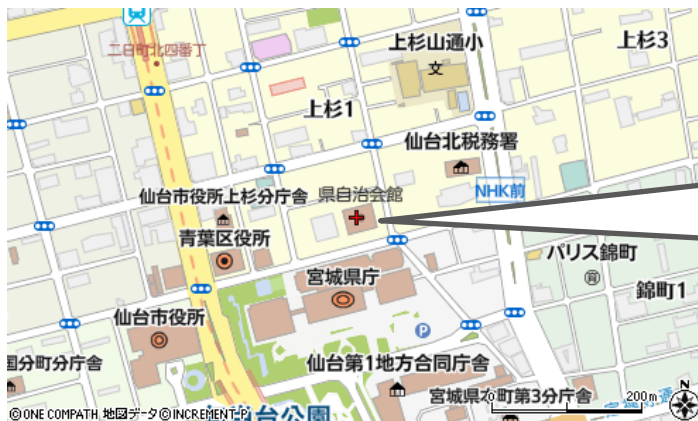 二日町北四番丁
上杉山通小
文
上杉3
上杉1
仙台北税務署
仙台市役所上杉分庁舎
県自治会館
NHK前
青葉区役所
パリス錦町
宮城県庁
錦町1
仙台市役所
P
国分町分庁舎
仙台第1地方合同庁舎
宮城県本町第3分庁舎
0
200m
N
©ONE COMPATH 地図データ©INCREMENT P
仙台公園